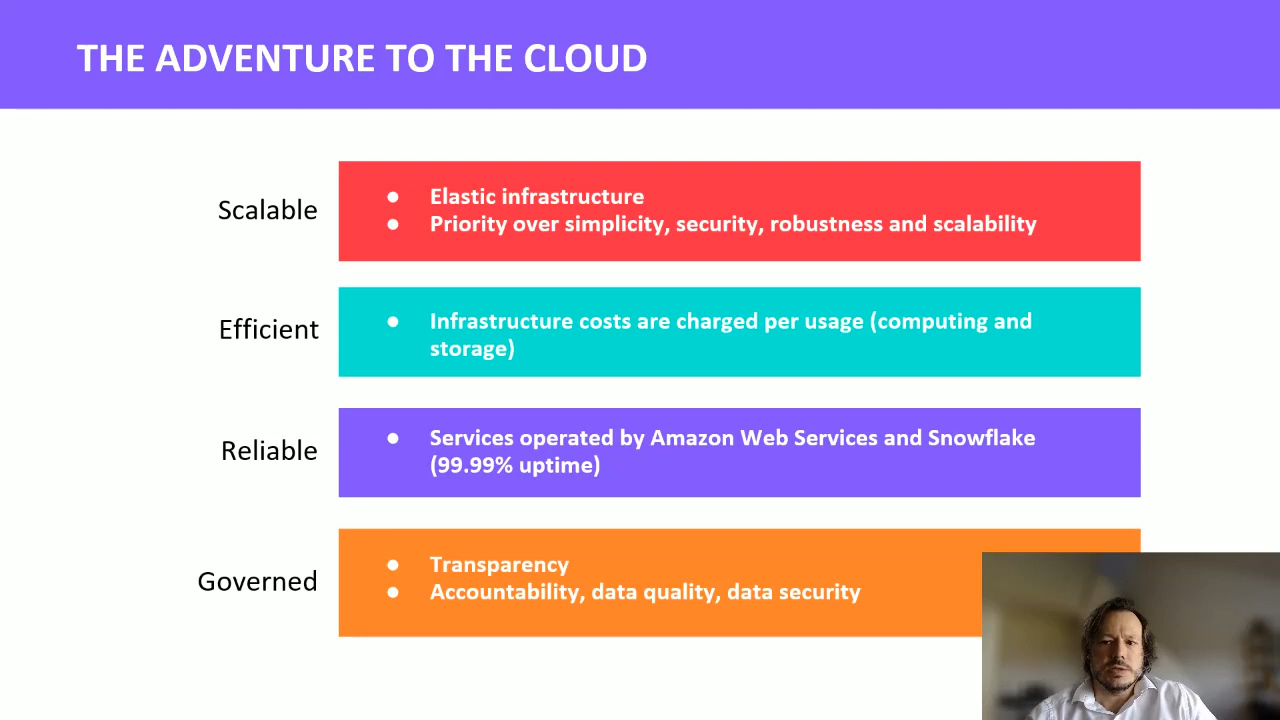 THE ADVENTURE TO THE CLOUD
Scalable
● Elastic infrastructure
● Priority over simplicity, security, robustness and scalability
Efficient
● Infrastructure costs are charged per usage (computing and
storage)
Reliable
● Services operated by Amazon Web Services and Snowflake
(99.99% uptime)
Governed
● Transparency
● Accountability, data quality, data security